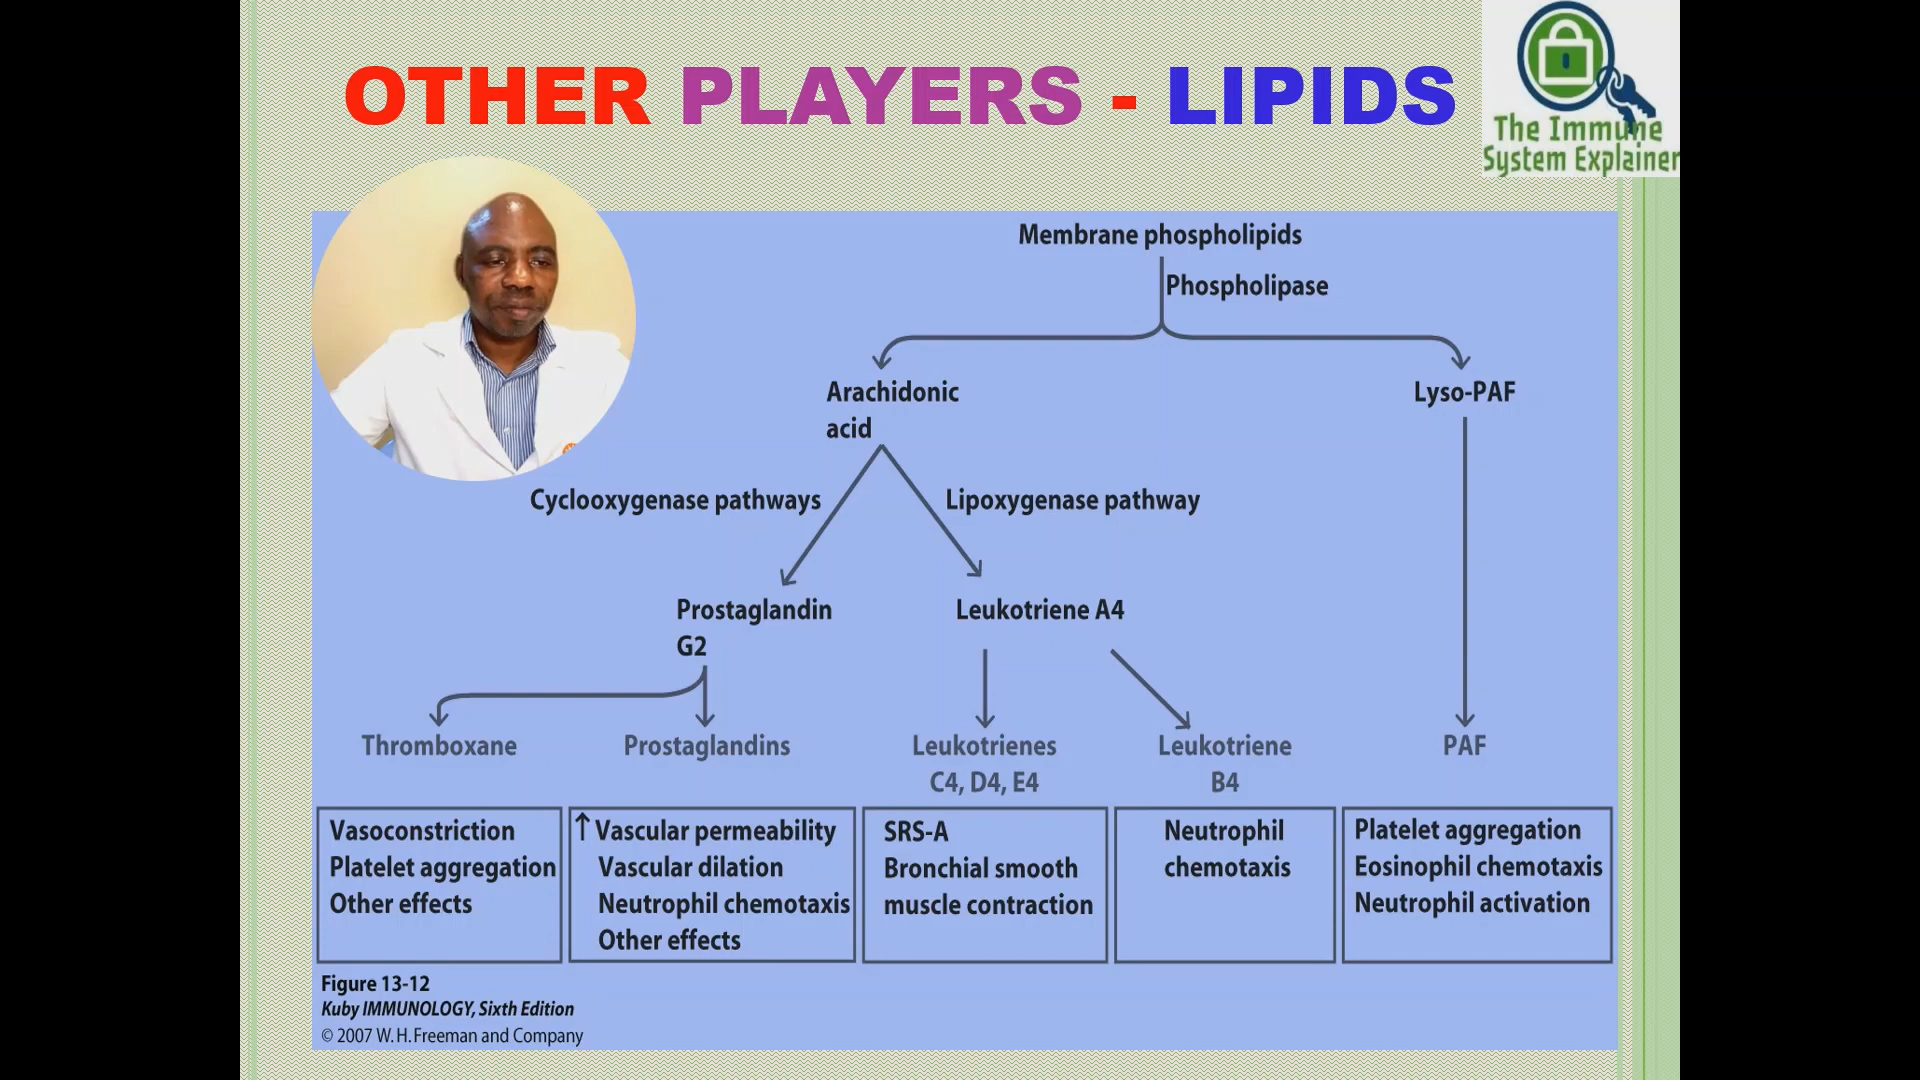 OTHER PLAYERS - LIPIDS
The Immune
System Explainer
Membrane phospholipids
Phospholipase
Arachidonic
acid
Lyso-PAF
Cyclooxygenase pathways
Lipoxygenase pathway
Prostaglandin
G2
Leukotriene A4
Thromboxane
Prostaglandins
Leukotrienes
C4, D4, E4
Leukotriene
B4
PAF
Vasoconstriction
Platelet aggregation
Other effects
↑ Vascular permeability
Vascular dilation
Neutrophil chemotaxis
Other effects
SRS-A
Bronchial smooth
muscle contraction
Neutrophil
chemotaxis
Platelet aggregation
Eosinophil chemotaxis
Neutrophil activation
Figure 13-12
Kuby IMMUNOLOGY, Sixth Edition
© 2007 W. H. Freeman and Company